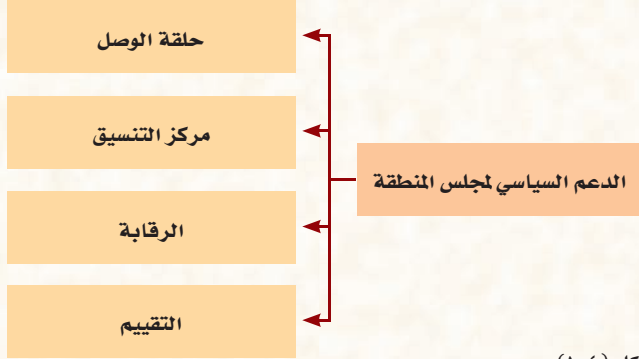 حلقة الوصل
مركز التنسيق
الدعم السياسي لمجلس المنطقة
الرقابة
التقييم